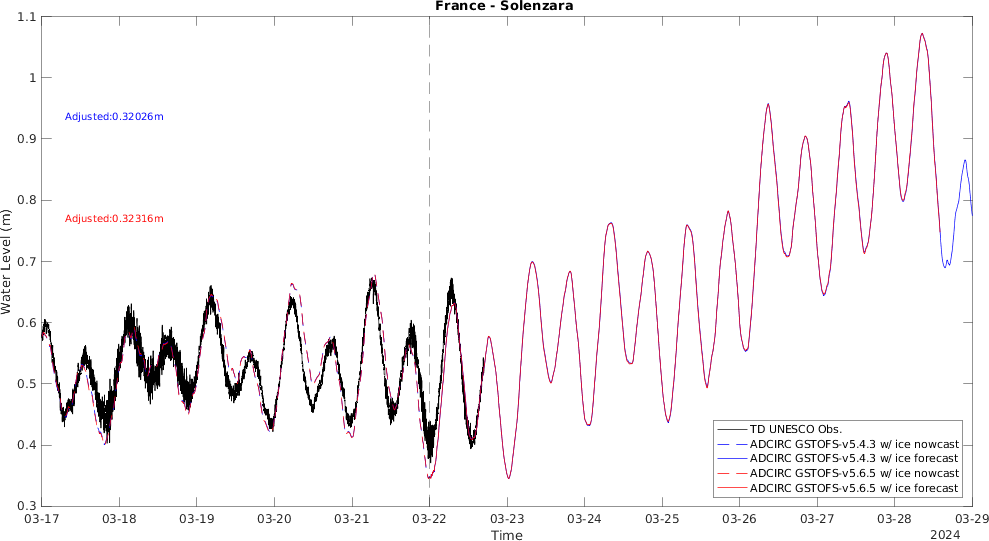 France - Solenzara
1.1
1
0.9
0.8
0.7
0.6
0.5
0.4
0.3
Water Level (m)
Adjusted:0.32026m
Adjusted:0.32316m
TD UNESCO Obs.
ADCIRC GSTOFS-v5.4.3 w/ ice nowcast
ADCIRC GSTOFS-v5.4.3 w/ ice forecast
ADCIRC GSTOFS-v5.6.5 w/ ice nowcast
ADCIRC GSTOFS-v5.6.5 w/ ice forecast
03-17 03-18 03-19 03-20 03-21 03-22 03-23 03-24 03-25 03-26 03-27 03-28 03-29
Time
2024